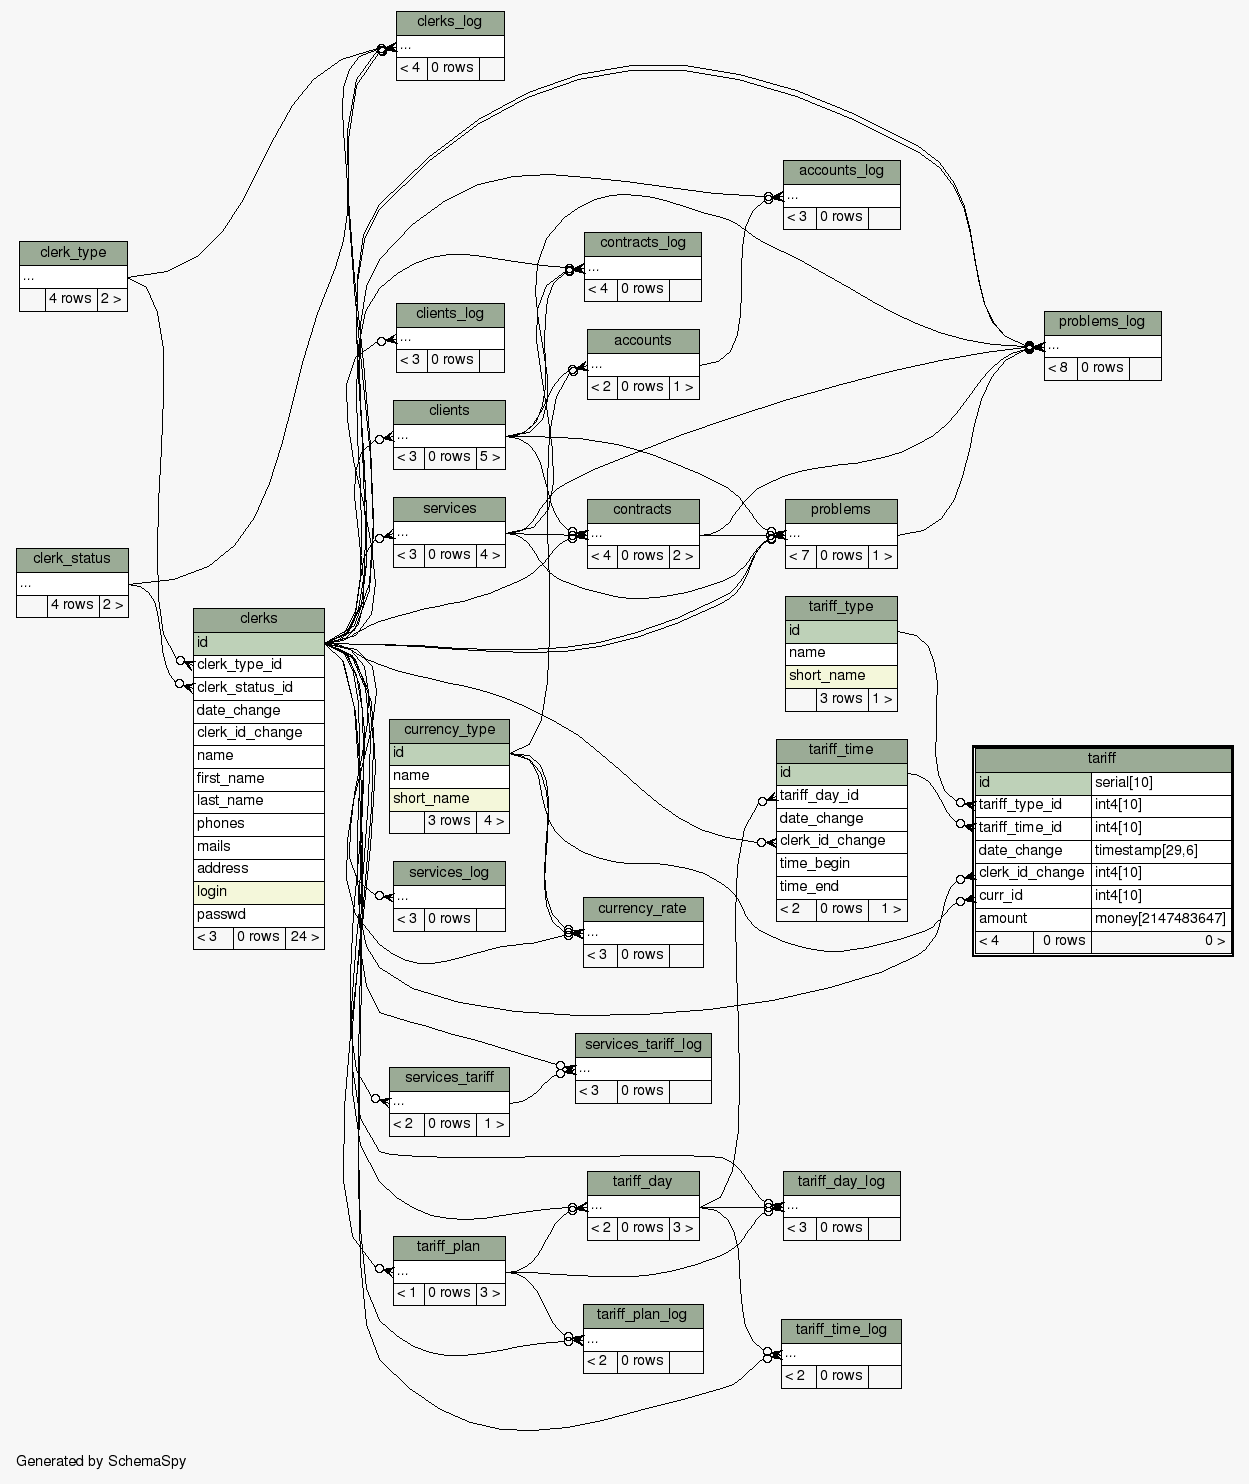 clerks_log
...
< 4 0 rows
accounts_log
...
< 3 0 rows
contracts_log
...
< 4 0 rows
clerk_type
...
4 rows 2 >
clients_log
...
< 3 0 rows
problems_log
...
< 8 0 rows
accounts
...
< 2 0 rows 1 >
clients
...
< 3 0 rows 5 >
services
...
< 3 0 rows 4 >
contracts
...
< 4 0 rows 2 >
problems
...
< 7 0 rows 1 >
clerk_status
...
4 rows 2 >
clerks
id
clerk_type_id
clerk_status_id
date_change
clerk_id_change
name
first_name
last_name
phones
mails
address
login
passwd
< 3 0 rows 24 >
tariff_type
id
name
short_name
3 rows 1 >
currency_type
id
name
short_name
3 rows 4 >
tariff_time
id
tariff_day_id
date_change
clerk_id_change
time_begin
time_end
< 2 0 rows 1 >
tariff
id serial[10]
tariff_type_id int4[10]
tariff_time_id int4[10]
date_change timestamp[29,6]
clerk_id_change int4[10]
curr_id int4[10]
amount money[2147483647]
< 4 0 rows 0 >
services_log
...
< 3 0 rows
currency_rate
...
< 3 0 rows
services_tariff_log
...
< 3 0 rows
services_tariff
...
< 2 0 rows 1 >
tariff_day
...
< 2 0 rows 3 >
tariff_day_log
...
< 3 0 rows
tariff_plan
...
< 1 0 rows 3 >
tariff_plan_log
...
< 2 0 rows
tariff_time_log
...
< 2 0 rows
Generated by SchemaSpy